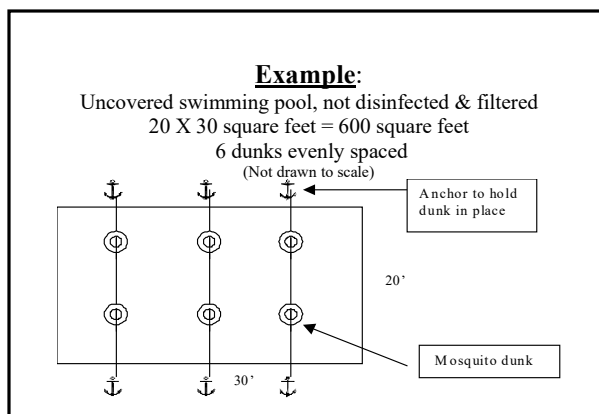 Example:
Uncovered swimming pool, not disinfected & filtered
20 X 30 square feet = 600 square feet
6 dunks evenly spaced
(Not drawn to scale)
Anchor to hold
dunk in place
20’
Mosquito dunk
30’